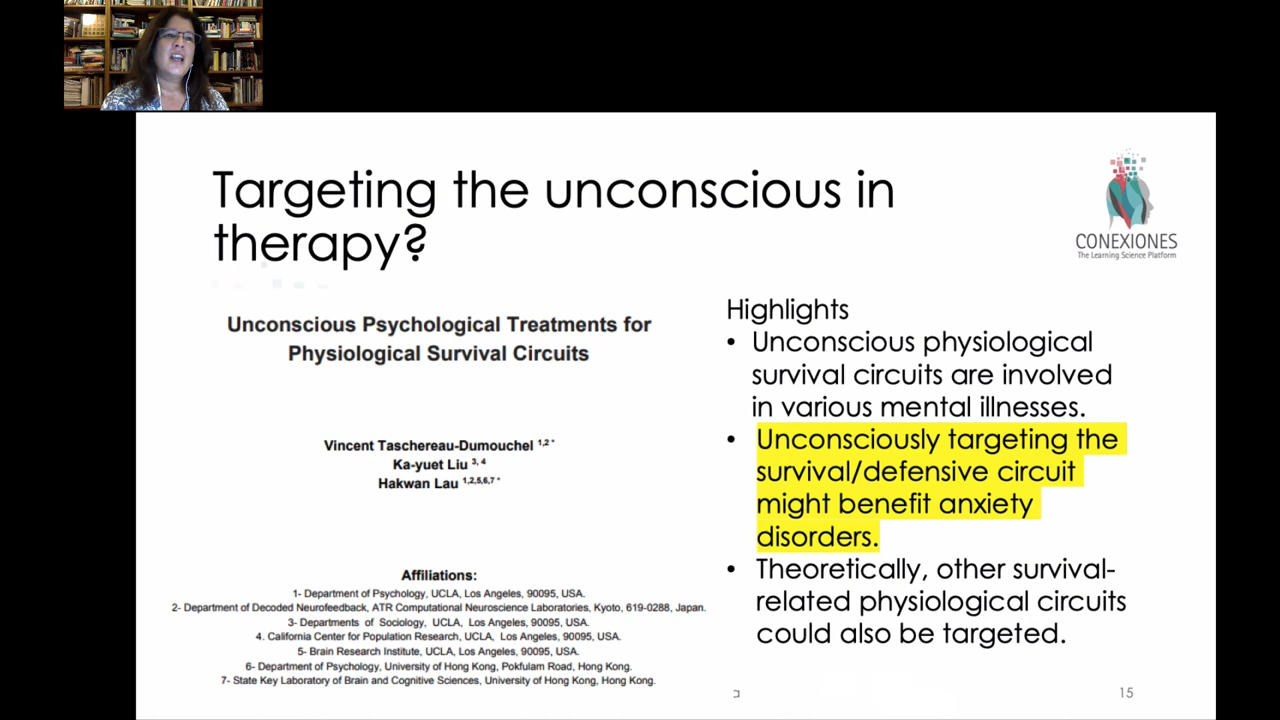 Targeting the unconscious in
therapy?
CONEXIONES
The Learning Science Platform
Unconscious Psychological Treatments for
Physiological Survival Circuits
Vincent Taschereau-Dumouchel 1,2 *
Ka-yuet Liu 3, 4
Hakwan Lau 1,2,5,6,7 *
Affiliations:
1- Department of Psychology, UCLA, Los Angeles, 90095, USA.
2- Department of Decoded Neurofeedback, ATR Computational Neuroscience Laboratories, Kyoto, 619-0288, Japan.
3- Departments of Sociology, UCLA, Los Angeles, 90095, USA.
4. California Center for Population Research, UCLA, Los Angeles, 90095, USA.
5- Brain Research Institute, UCLA, Los Angeles, 90095, USA.
6- Department of Psychology, University of Hong Kong, Pokfulam Road, Hong Kong.
7- State Key Laboratory of Brain and Cognitive Sciences, University of Hong Kong, Hong Kong.
Highlights
• Unconscious physiological
survival circuits are involved
in various mental illnesses.
• Unconsciously targeting the
survival/defensive circuit
might benefit anxiety
disorders.
• Theoretically, other survival-
related physiological circuits
could also be targeted.
15